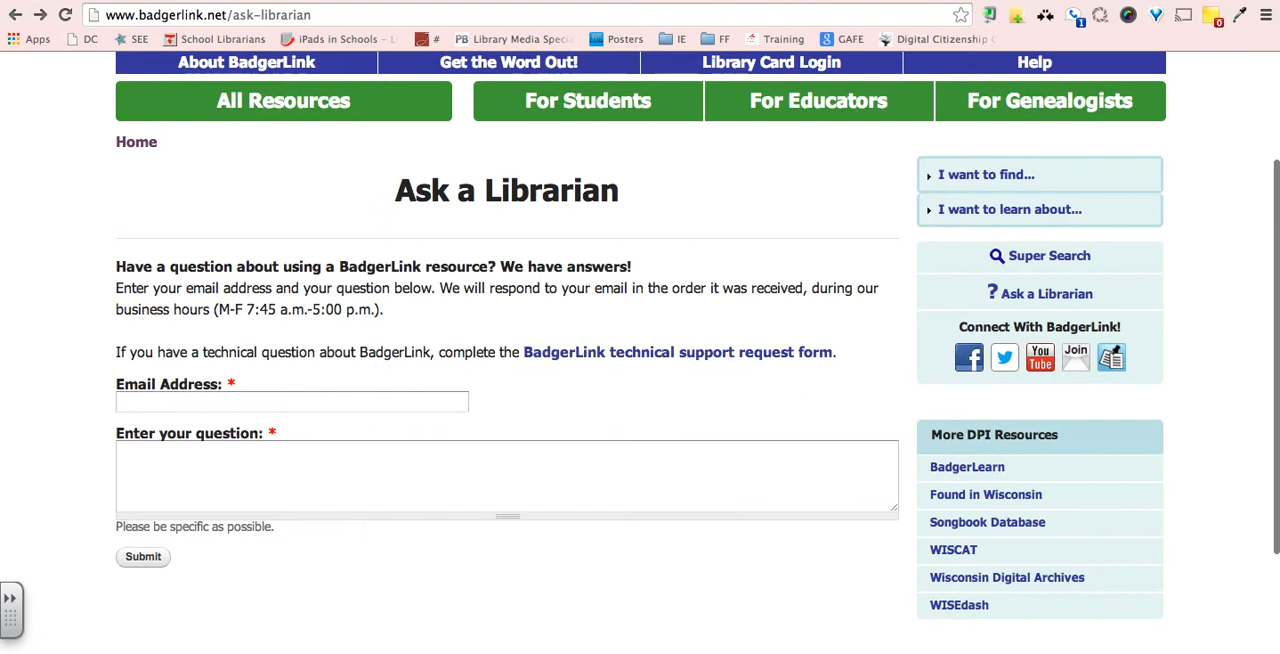 www.badgerlink.net/ask-librarian
1
0
Apps DC SEE School Librarians iPads in Schools - # Library Media Speci Posters IE FF Training GAFE Digital Citizenship
About BadgerLink Get the Word Out! Library Card Login Help
All Resources For Students For Educators For Genealogists
Home
Ask a Librarian
Have a question about using a BadgerLink resource? We have answers!
Enter your email address and your question below. We will respond to your email in the order it was received, during our
business hours (M-F 7:45 a.m.-5:00 p.m.).
If you have a technical question about BadgerLink, complete the BadgerLink technical support request form.
Email Address: *
Enter your question: *
Please be specific as possible.
Submit
I want to find...
I want to learn about...
Super Search
? Ask a Librarian
Connect With BadgerLink!
f You Tube Join
More DPI Resources
BadgerLearn
Found in Wisconsin
Songbook Database
WISCAT
Wisconsin Digital Archives
WISEdash